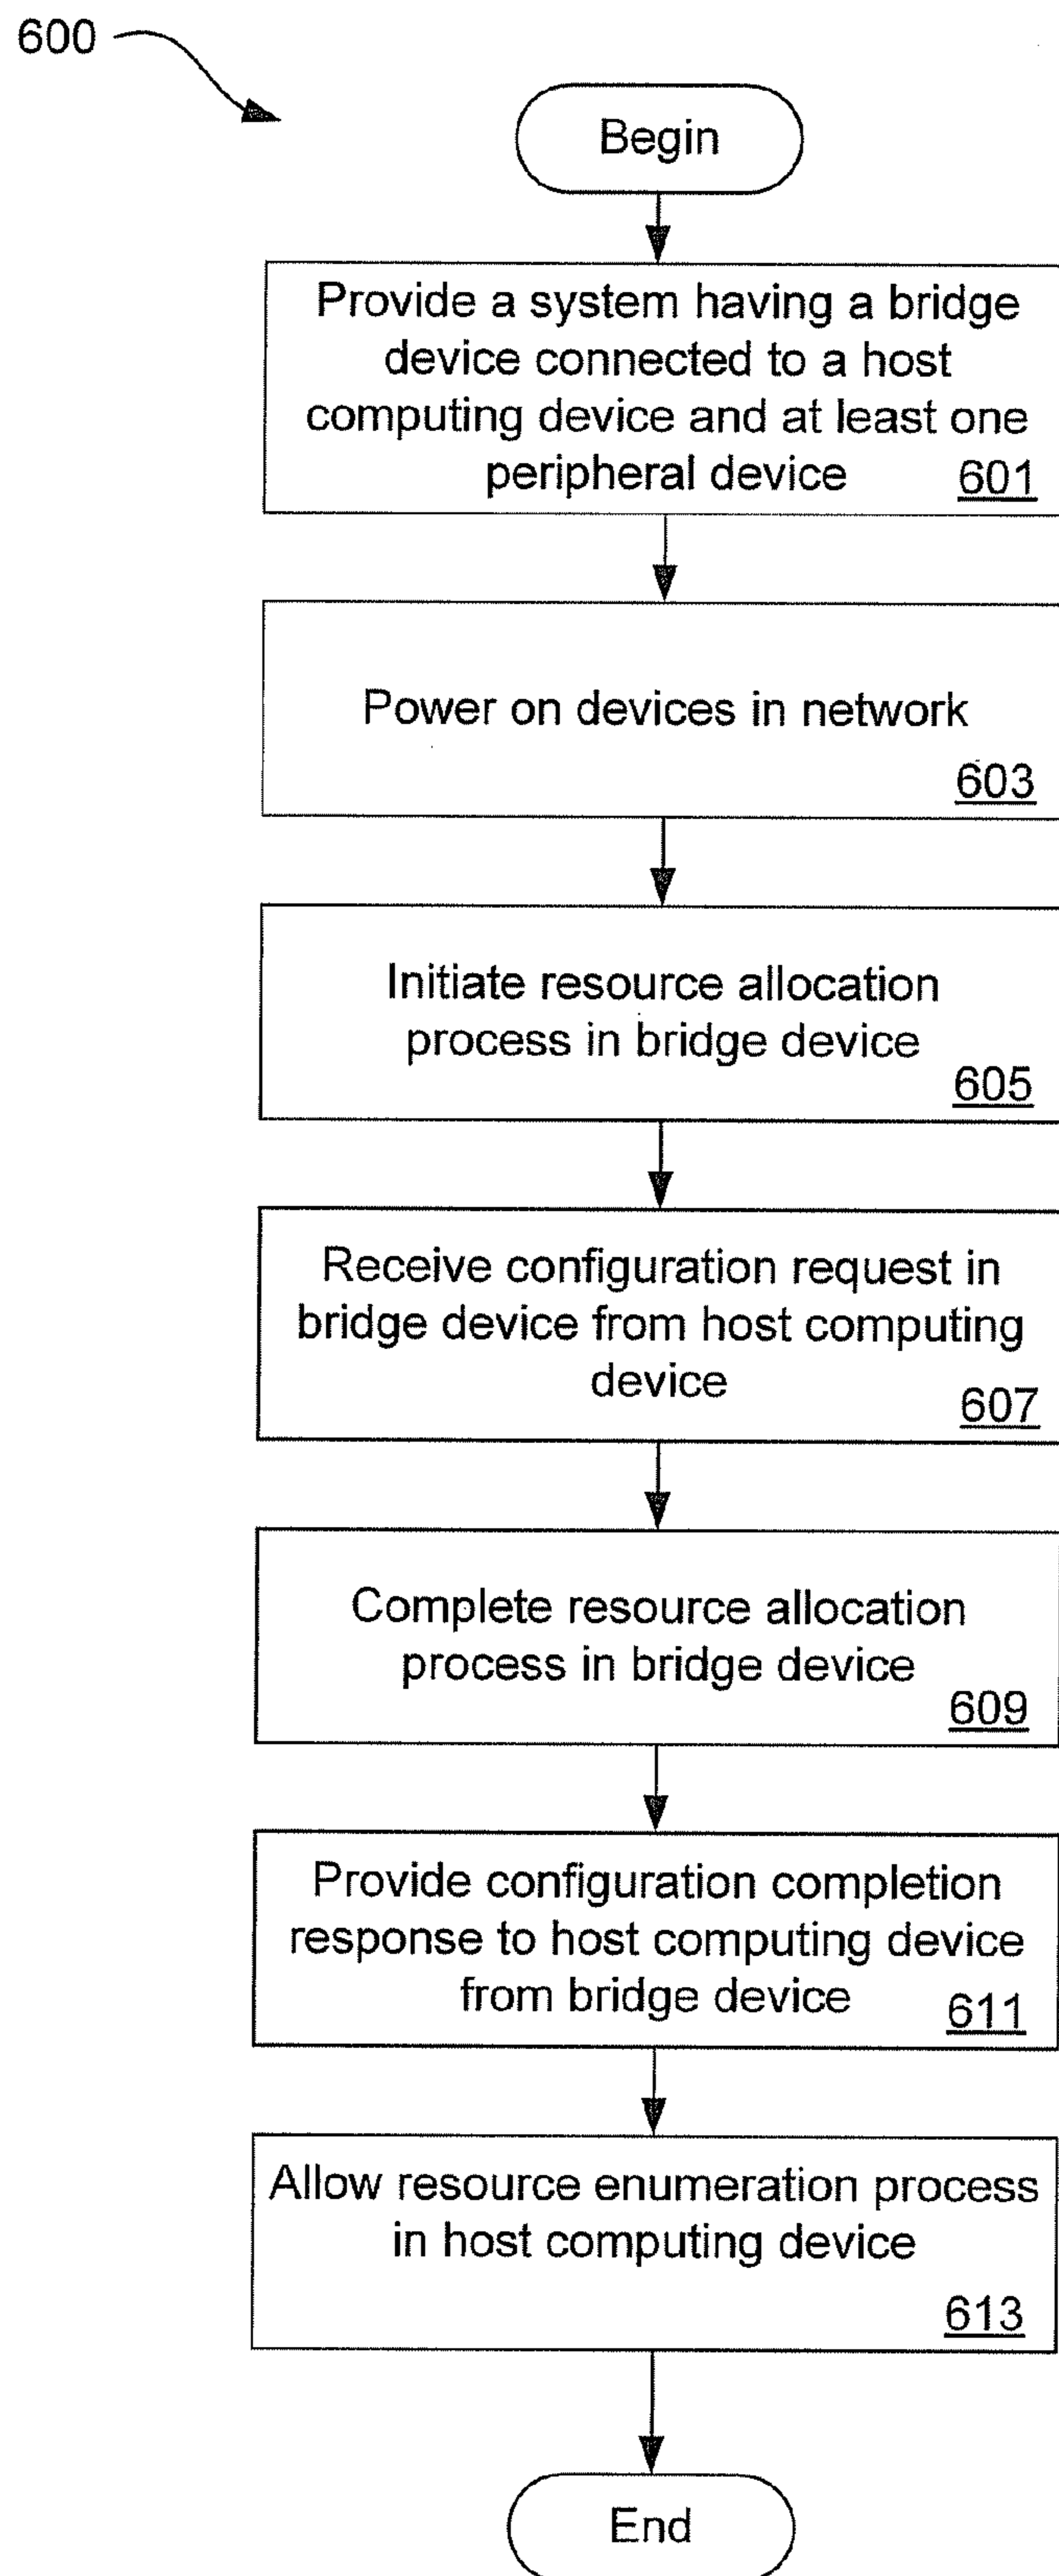 600
Begin
Provide a system having a bridge
device connected to a host
computing device and at least one
peripheral device 601
Power on devices in network
603
Initiate resource allocation
process in bridge device
605
Receive configuration request in
bridge device from host computing
device
607
Complete resource allocation
process in bridge device
609
Provide configuration completion
response to host computing device
from bridge device 611
Allow resource enumeration process
in host computing device
613
End